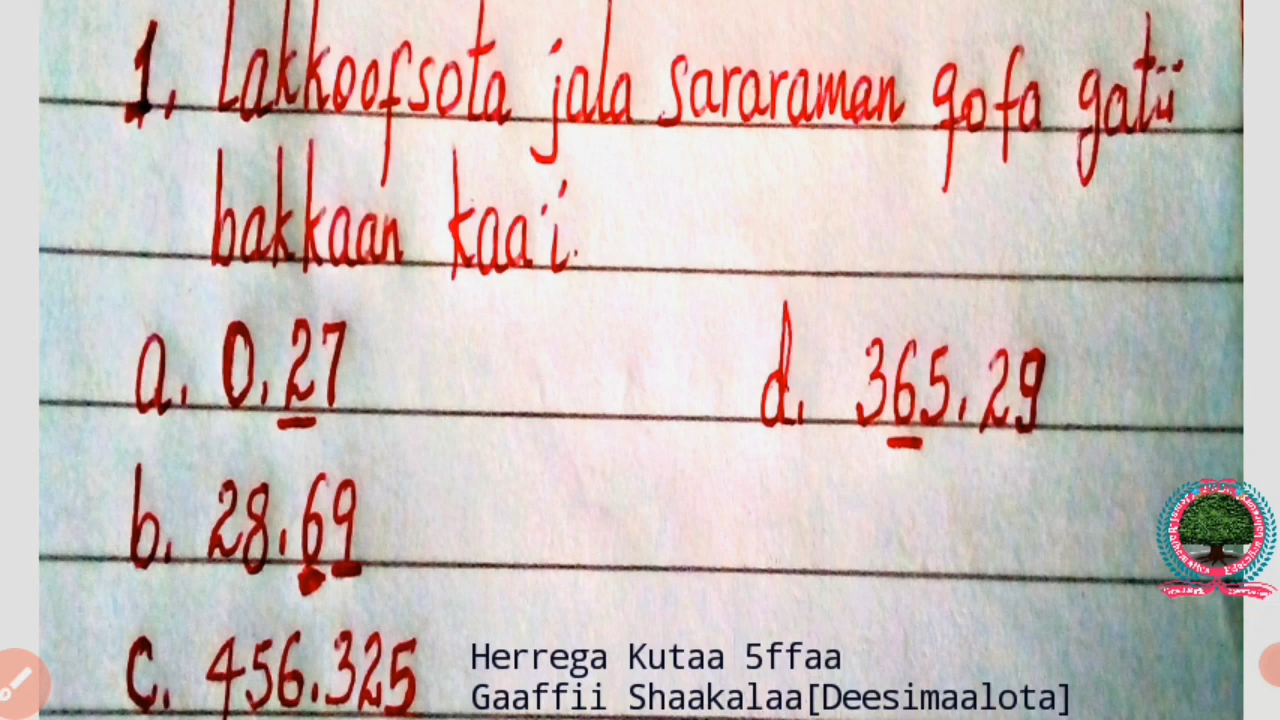 1. Lakkoofsota jala sararaman qofa gatii
bakkaan kaa'i.
a. 0.27
d. 365.29
b. 28.69
c. 456.325
Herrega Kutaa 5ffaa
Gaaffii Shaakalaa[Deesimaalota]